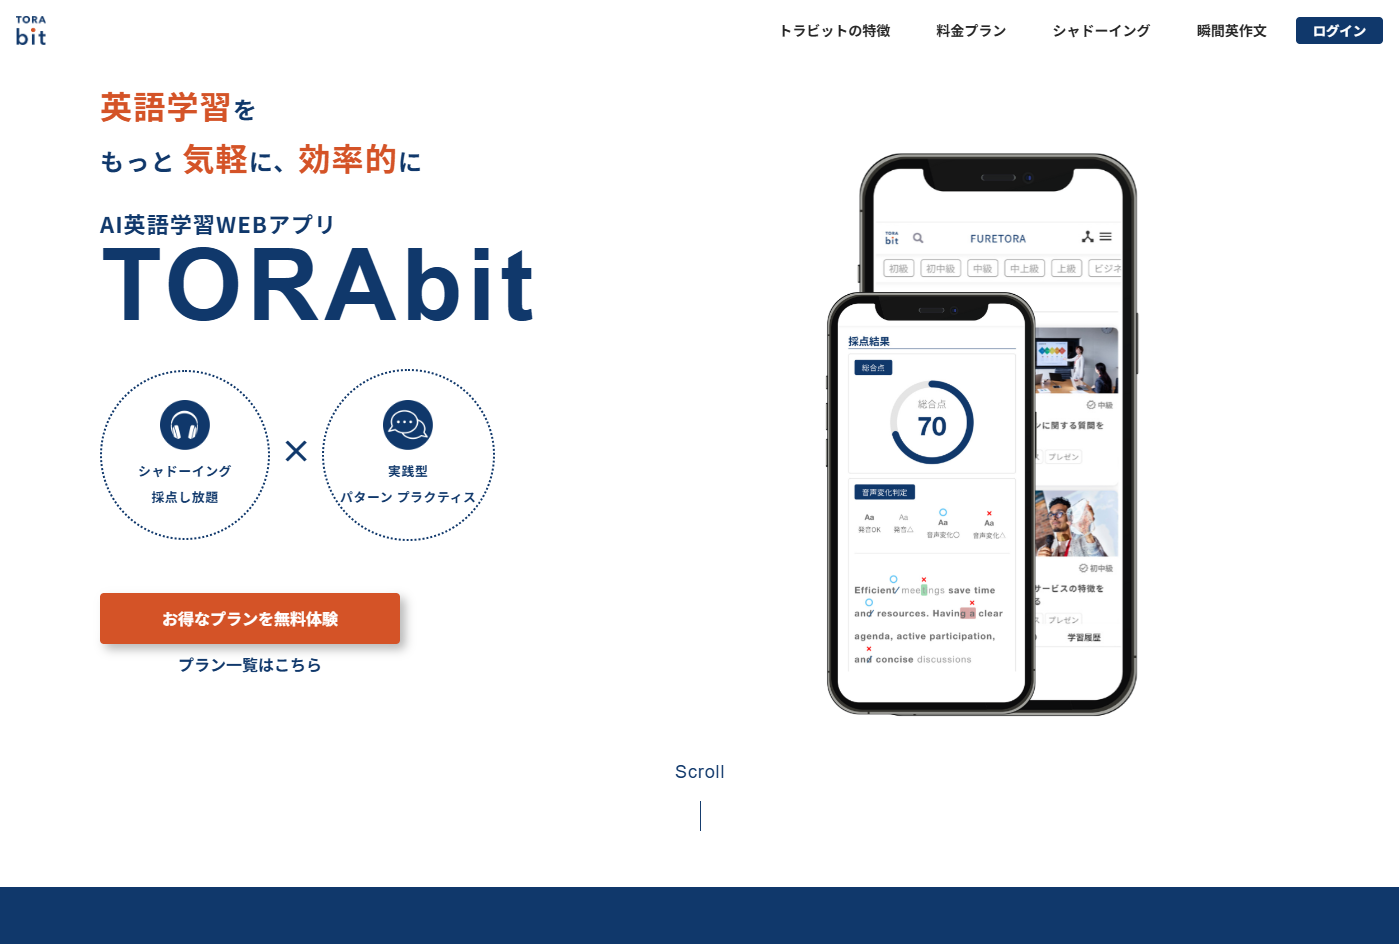 TORA
bit
トラビットの特徴
料金プラン
シャドーイング
瞬間英作文
ログイン
英語学習を
もっと 気軽に、効率的に
AI英語学習WEBアプリ
TORAbit
シャドーイング
採点し放題
×
実践型
パターン プラクティス
お得なプランを無料体験
プラン一覧はこちら
TORA
bit
FURETORA
初級
初中級
中級
中上級
上級
ビジネ
中級
ンに関する質問を
プレゼン
初中級
サービスの特徴を
る
プレゼン
学習履歴
採点結果
総合点
総合点
70
音声変化判定
Aa
発音OK
Aa
発音△
Aa
音声変化〇
Aa
音声変化△
Efficient meetings save time
and resources. Having a clear
agenda, active participation,
and concise discussions
Scroll